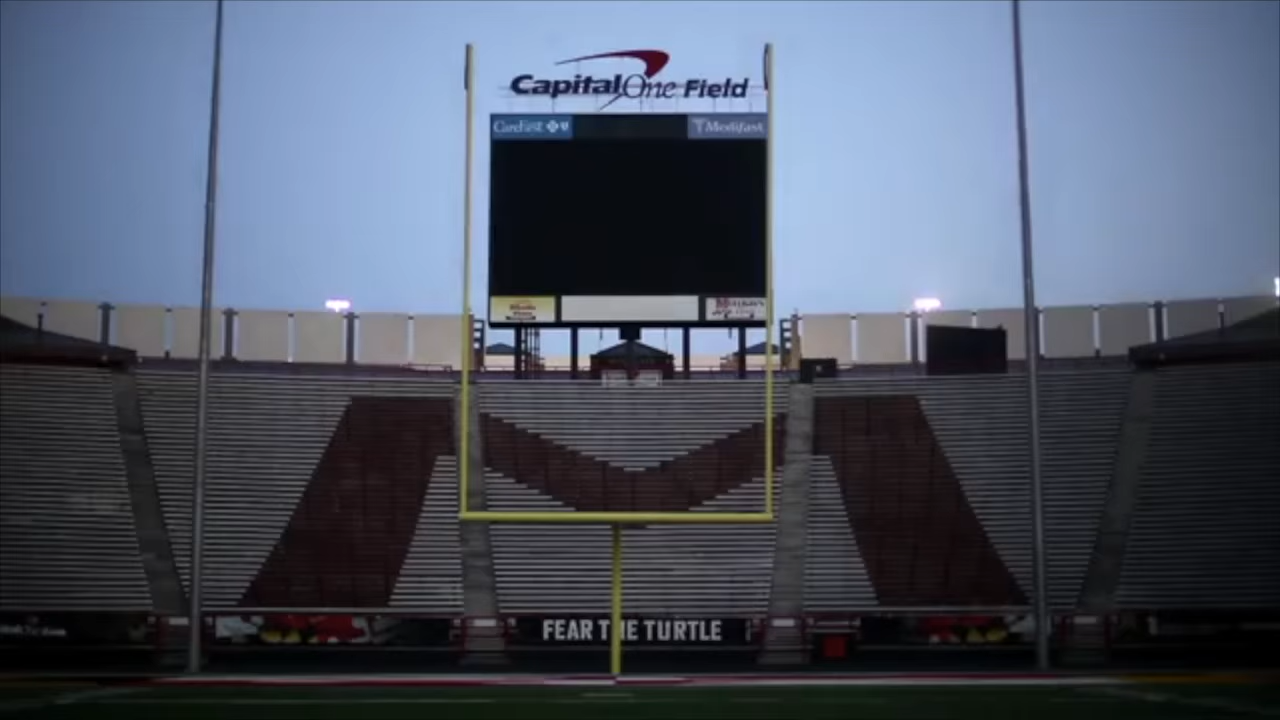 CapitalOne Field
CareFirst
Medifast
M
FEAR THE TURTLE